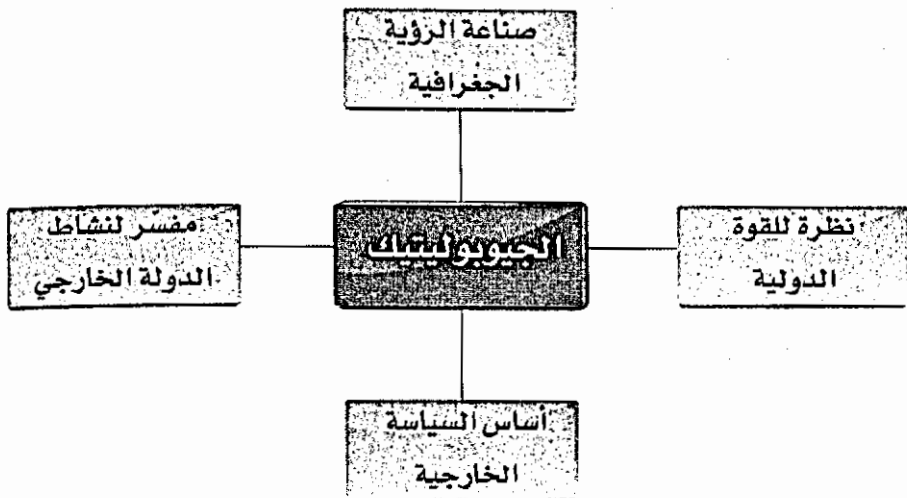 صناعة الرؤية
الجغرافية
نظرة للقوة
الدولية
الجيوبوليتيك
مفسر لنشاط
الدولة الخارجي
أساس السياسة
الخارجية